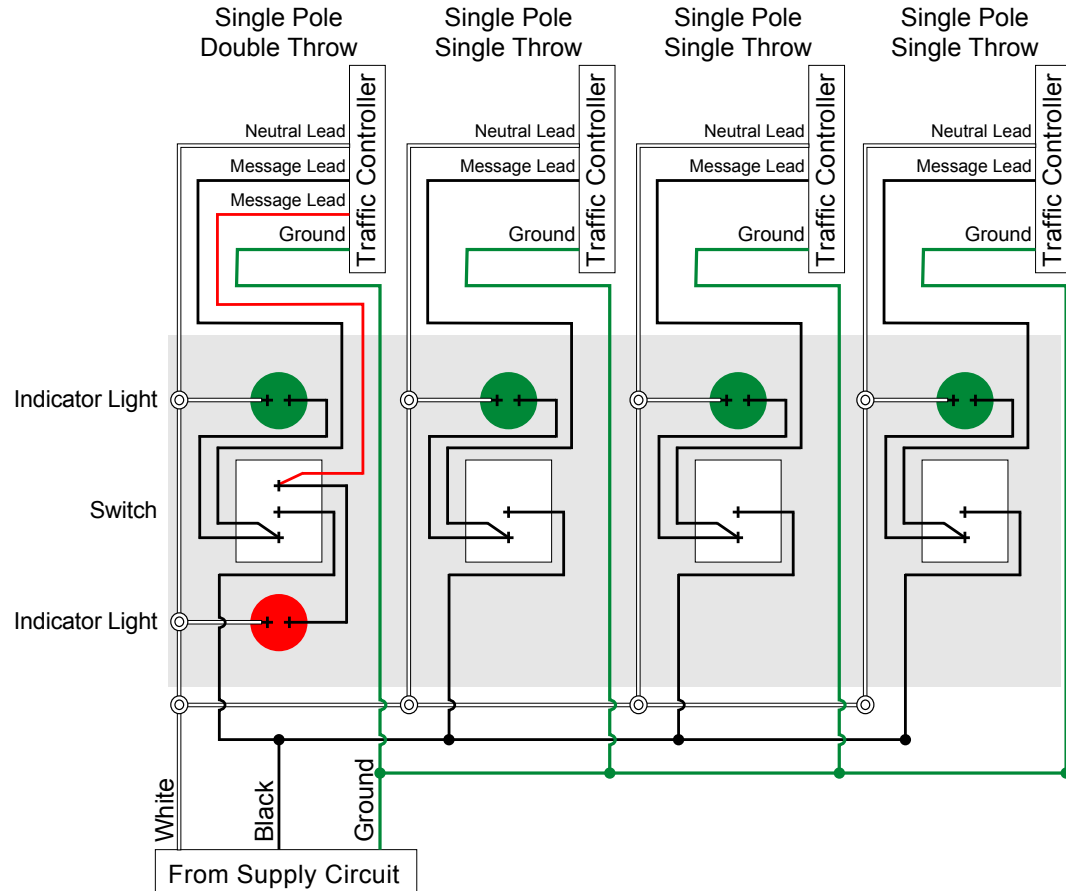 Single Pole
Double Throw
Single Pole
Single Throw
Single Pole
Single Throw
Single Pole
Single Throw
Neutral Lead
Message Lead
Message Lead
Ground
Traffic Controller
Neutral Lead
Message Lead
Ground
Traffic Controller
Neutral Lead
Message Lead
Ground
Traffic Controller
Neutral Lead
Message Lead
Ground
Traffic Controller
Indicator Light
Switch
Indicator Light
White
Black
Ground
From Supply Circuit